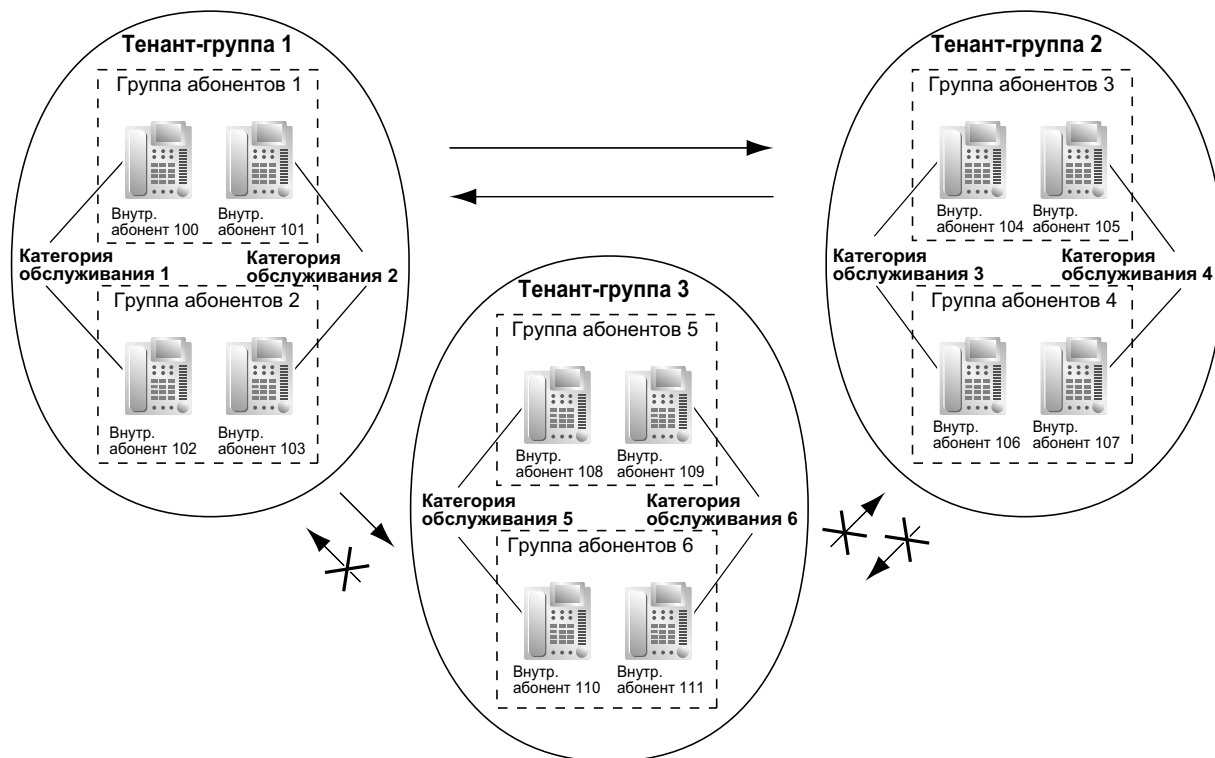 Тенант-группа 1
Группа абонентов 1
Внутр.
абонент 100
Внутр.
абонент 101
Категория
обслуживания 1
Категория
обслуживания 2
Группа абонентов 2
Внутр.
абонент 102
Внутр.
абонент 103
Тенант-группа 2
Группа абонентов 3
Внутр.
абонент 104
Внутр.
абонент 105
Категория
обслуживания 3
Категория
обслуживания 4
Группа абонентов 4
Внутр.
абонент 106
Внутр.
абонент 107
Тенант-группа 3
Группа абонентов 5
Внутр.
абонент 108
Внутр.
абонент 109
Категория
обслуживания 5
Категория
обслуживания 6
Группа абонентов 6
Внутр.
абонент 110
Внутр.
абонент 111